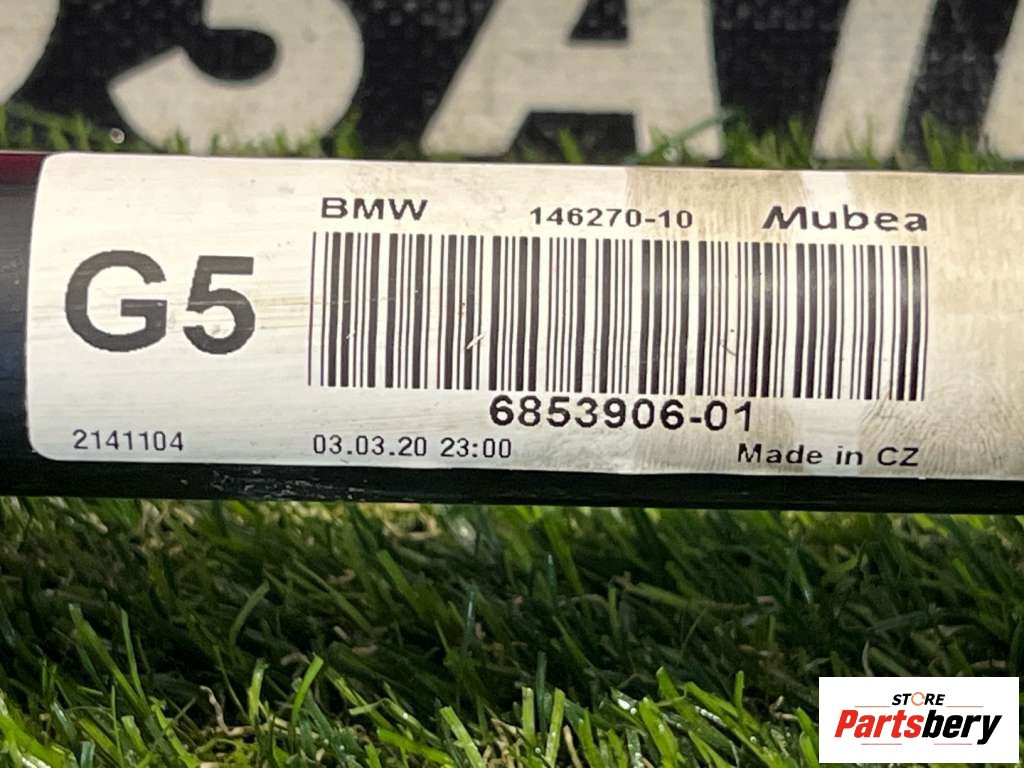 BMW 146270-10 Mubea
G5
6853906-01
2141104 03.03.20 23:00 Made in CZ
STORE
Partsbery